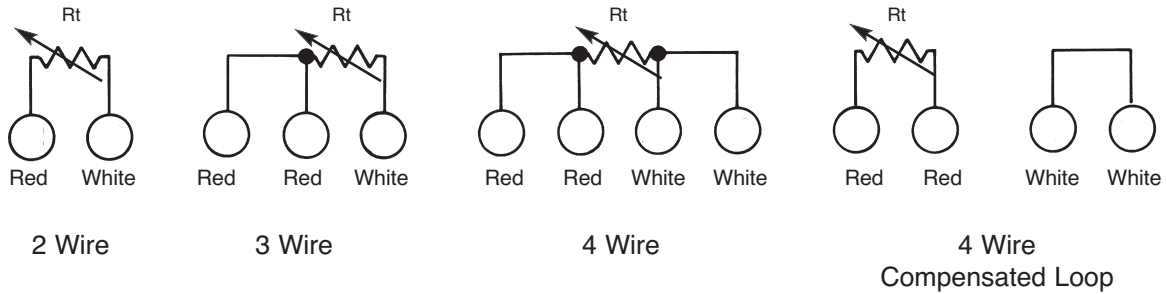 Rt Rt Rt Rt
Red White Red Red White Red Red White White Red Red White White
2 Wire 3 Wire 4 Wire 4 Wire
Compensated Loop